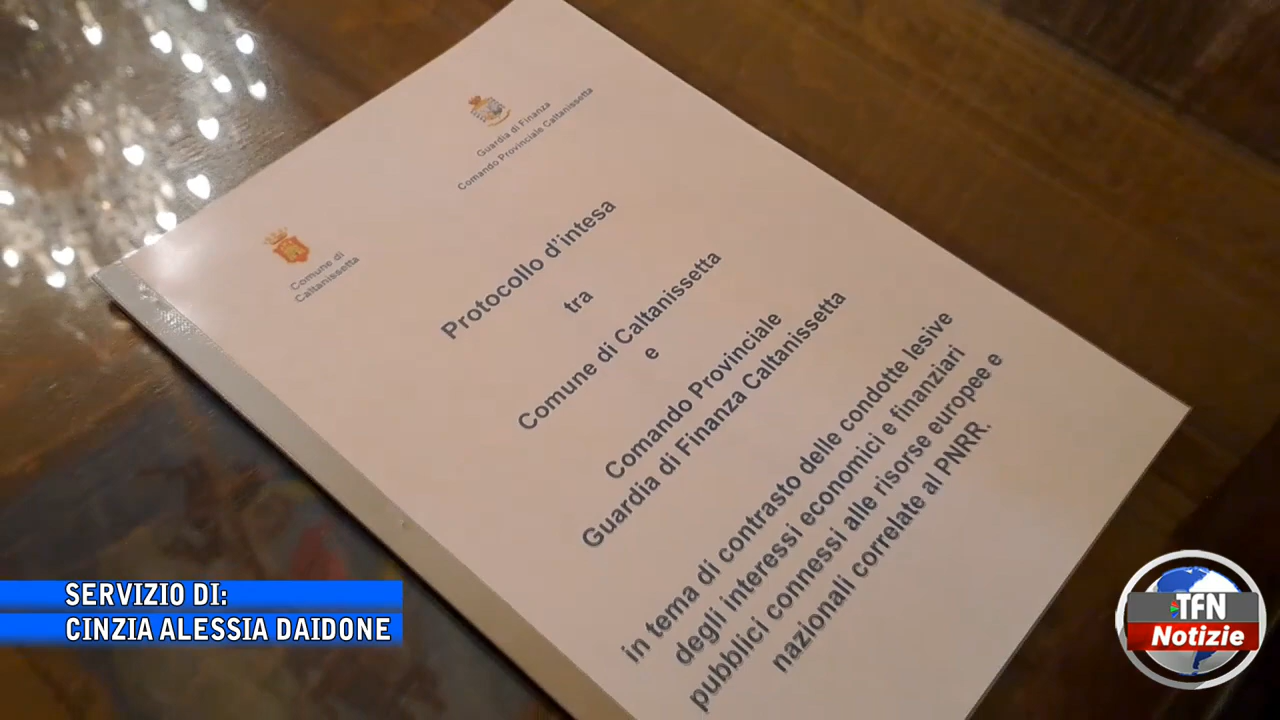 Guardia di Finanza
Comando Provinciale Caltanissetta
Comune di
Caltanissetta
Protocollo d'intesa
tra
Comune di Caltanissetta
e
Comando Provinciale
Guardia di Finanza Caltanissetta
in tema di contrasto delle condotte lesive
degli interessi economici e finanziari
pubblici connessi alle risorse europee e
nazionali correlate al PNRR.
SERVIZIO DI:
CINZIA ALESSIA DAIDONE
TFN
Notizie